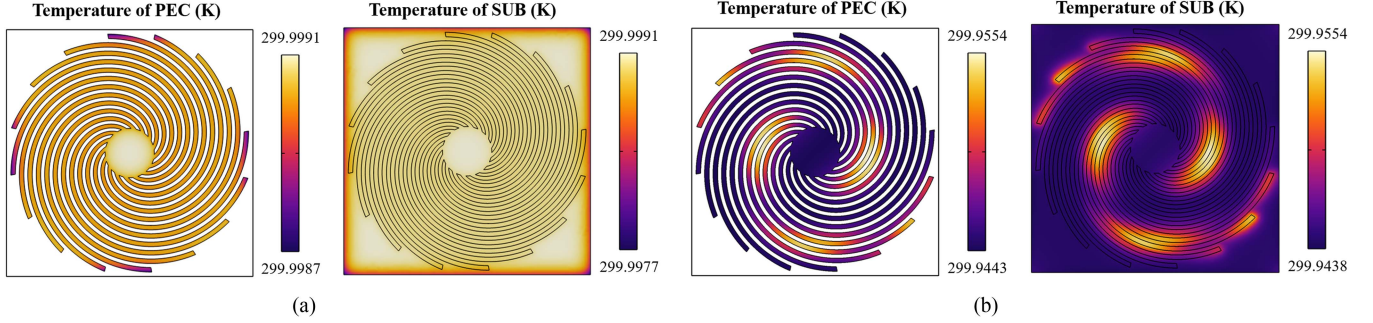 Temperature of PEC (K)
299.9991
299.9987
Temperature of SUB (K)
299.9991
299.9977
(a)
Temperature of PEC (K)
299.9554
299.9443
Temperature of SUB (K)
299.9554
299.9438
(b)